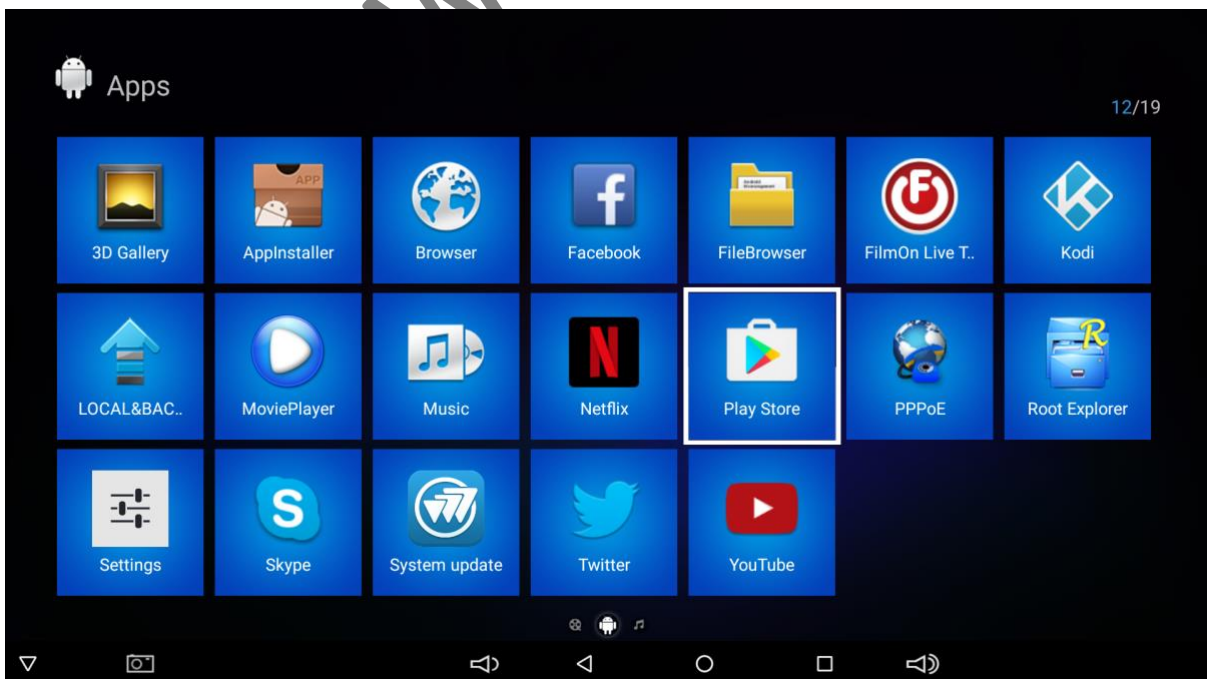 Apps
12/19
APP
3D Gallery
AppInstaller
Browser
Facebook
FileBrowser
FilmOn Live T..
Kodi
LOCAL&BAC..
MoviePlayer
Music
Netflix
Play Store
PPPoE
Root Explorer
Settings
Skype
System update
Twitter
YouTube